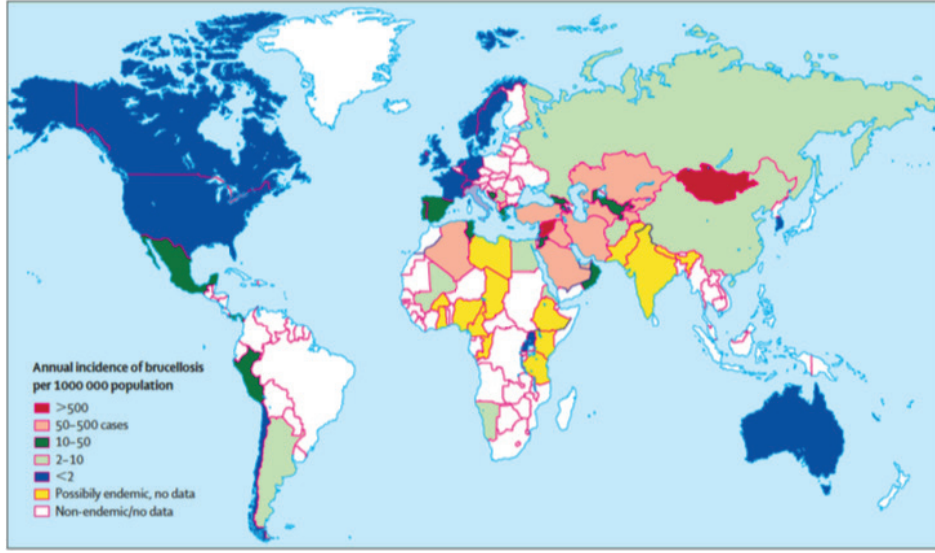 Annual incidence of brucellosis
per 1000 000 population
>500
50–500 cases
10–50
2–10
<2
Possibily endemic, no data
Non-endemic/no data